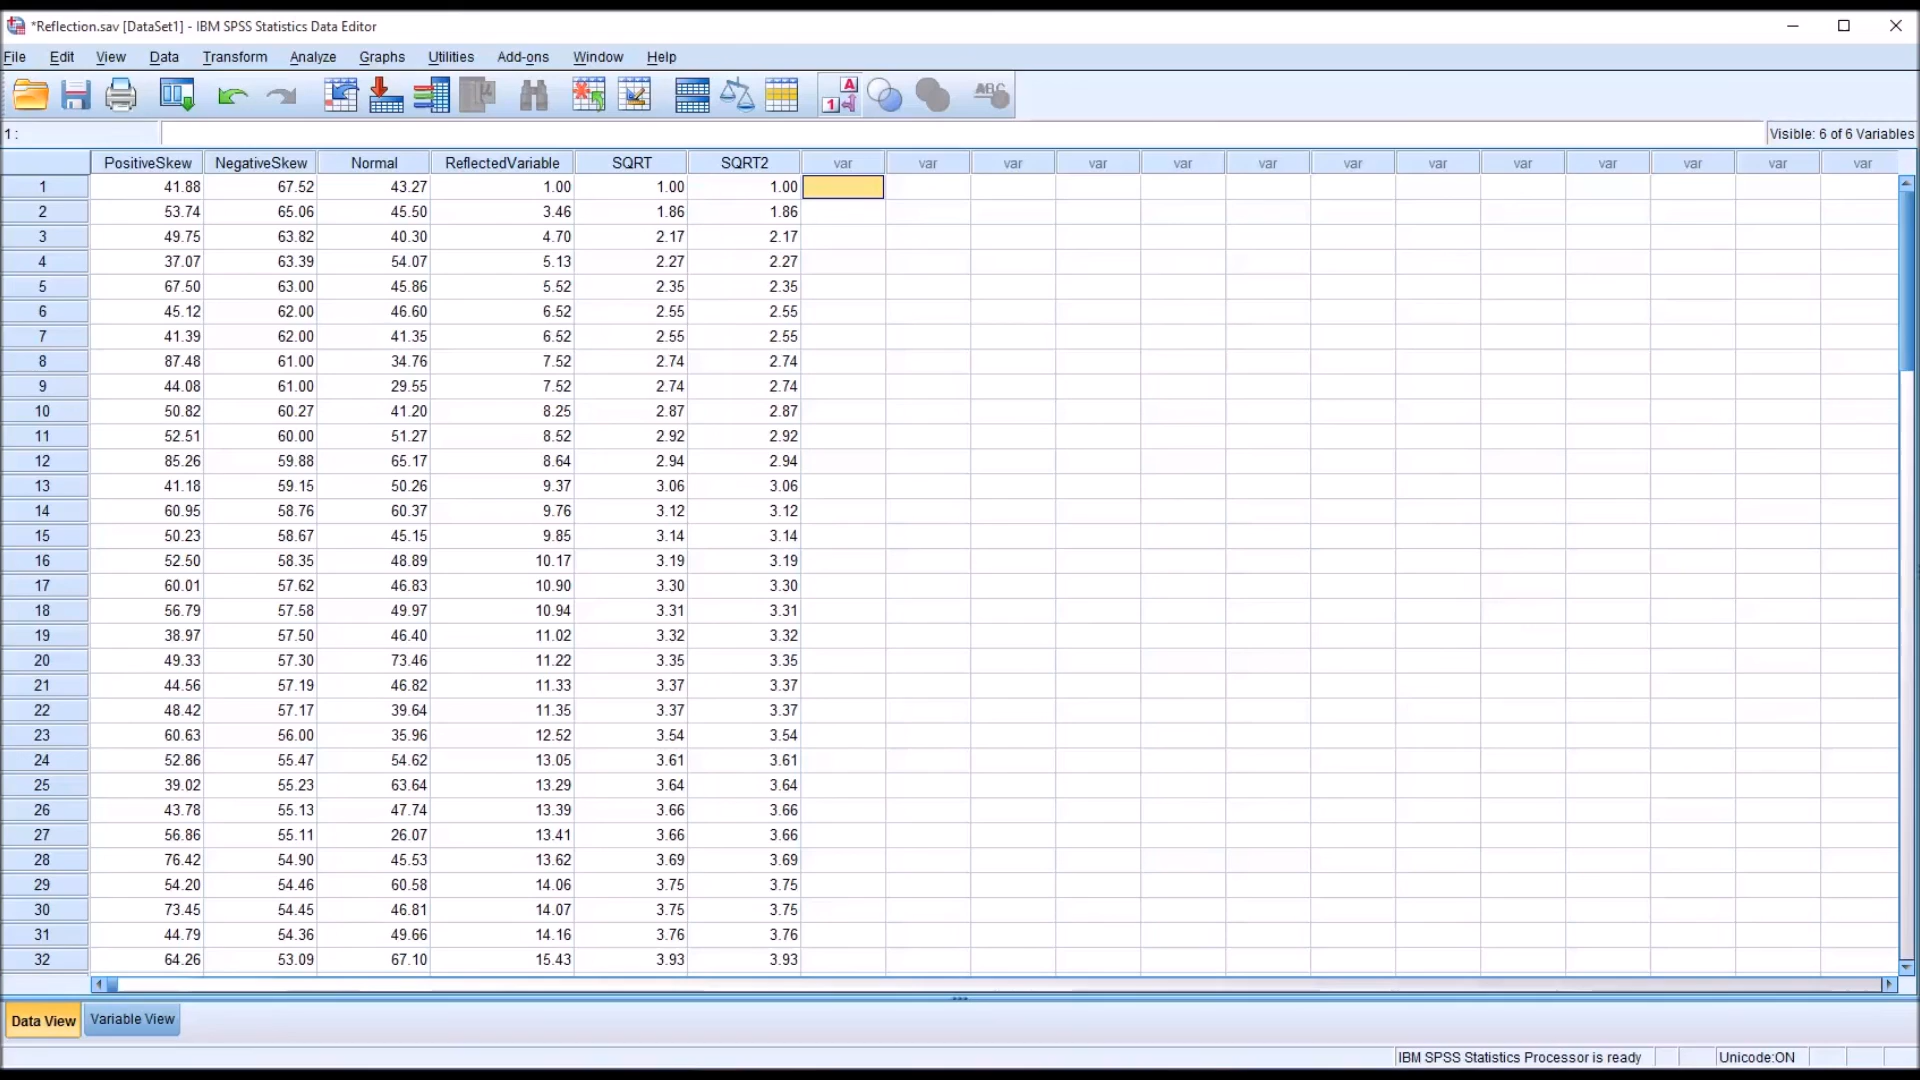 *Reflection.sav [DataSet1] - IBM SPSS Statistics Data Editor
File Edit View Data Transform Analyze Graphs Utilities Add-ons Window Help
1 A ABC
1 : Visible: 6 of 6 Variables
PositiveSkew NegativeSkew Normal ReflectedVariable SQRT SQRT2 var var var var var var var var var var var var var
1 41.88 67.52 43.27 1.00 1.00 1.00
2 53.74 65.06 45.50 3.46 1.86 1.86
3 49.75 63.82 40.30 4.70 2.17 2.17
4 37.07 63.39 54.07 5.13 2.27 2.27
5 67.50 63.00 45.86 5.52 2.35 2.35
6 45.12 62.00 46.60 6.52 2.55 2.55
7 41.39 62.00 41.35 6.52 2.55 2.55
8 87.48 61.00 34.76 7.52 2.74 2.74
9 44.08 61.00 29.55 7.52 2.74 2.74
10 50.82 60.27 41.20 8.25 2.87 2.87
11 52.51 60.00 51.27 8.52 2.92 2.92
12 85.26 59.88 65.17 8.64 2.94 2.94
13 41.18 59.15 50.26 9.37 3.06 3.06
14 60.95 58.76 60.37 9.76 3.12 3.12
15 50.23 58.67 45.15 9.85 3.14 3.14
16 52.50 58.35 48.89 10.17 3.19 3.19
17 60.01 57.62 46.83 10.90 3.30 3.30
18 56.79 57.58 49.97 10.94 3.31 3.31
19 38.97 57.50 46.40 11.02 3.32 3.32
20 49.33 57.30 73.46 11.22 3.35 3.35
21 44.56 57.19 46.82 11.33 3.37 3.37
22 48.42 57.17 39.64 11.35 3.37 3.37
23 60.63 56.00 35.96 12.52 3.54 3.54
24 52.86 55.47 54.62 13.05 3.61 3.61
25 39.02 55.23 63.64 13.29 3.64 3.64
26 43.78 55.13 47.74 13.39 3.66 3.66
27 56.86 55.11 26.07 13.41 3.66 3.66
28 76.42 54.90 45.53 13.62 3.69 3.69
29 54.20 54.46 60.58 14.06 3.75 3.75
30 73.45 54.45 46.81 14.07 3.75 3.75
31 44.79 54.36 49.66 14.16 3.76 3.76
32 64.26 53.09 67.10 15.43 3.93 3.93
Data View Variable View
IBM SPSS Statistics Processor is ready Unicode:ON